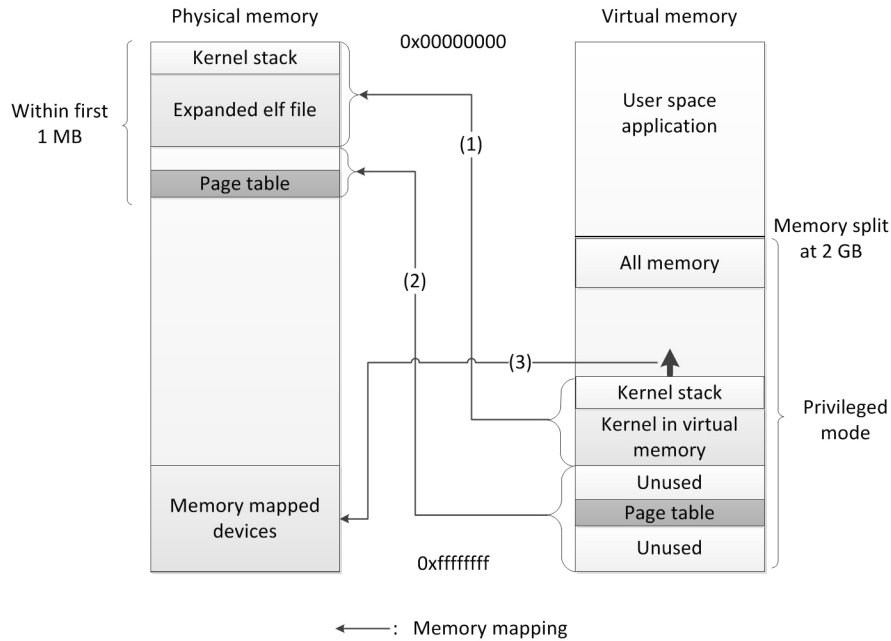 Physical memory
Virtual memory
0x00000000
Kernel stack
Expanded elf file
Within first
1 MB
Page table
(1)
(2)
(3)
User space
application
Memory split
at 2 GB
All memory
Kernel stack
Kernel in virtual
memory
Privileged
mode
Unused
Page table
Unused
Memory mapped
devices
0xffffffff
: Memory mapping